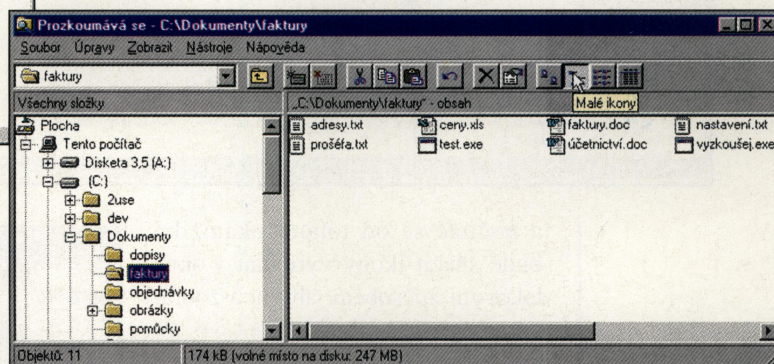 Prozkoumává se - C:\Dokumenty\faktury
Soubor Úpravy Zobrazit Nástroje Nápověda
faktury
Všechny složky
„C:\Dokumenty\faktury“ - obsah
Malé ikony
Plocha
Tento počítač
Disketa 3,5 (A:)
(C:)
2use
dev
Dokumenty
dopisy
faktury
objednávky
obrázky
pomůcky
adresy.txt ceny.xls faktury.doc nastavení.txt
prošéfa.txt test.exe účetnictví.doc vyzkoušej.exe
Objektů: 11 174 kB (volné místo na disku: 247 MB)